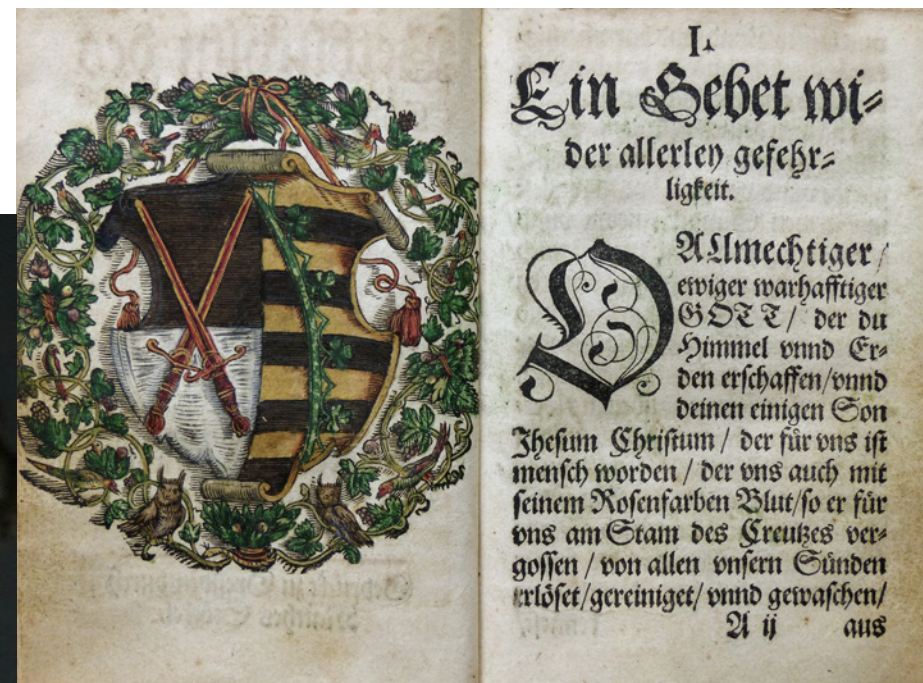 I.
Ein Gebet wi⸗
der allerley gefehr⸗
ligkeit.
DALlmechtiger /
ewiger warhafftiger
GOTT/ der du
Himmel vnnd Er⸗
den erschaffen/vnnd
deinen einigen Son
Jhesum Christum / der für vns ist
mensch worden / der vns auch mit
seinem Rosenfarben Blut/so er für
vns am Stam des Creutzes ver⸗
gossen / von allen vnsern Sünden
erlöset/gereiniget/ vnnd gewaschen/
A ij aus